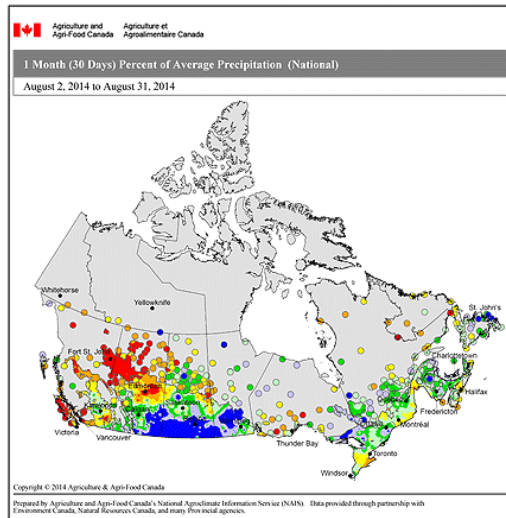 Agriculture and Agri-Food Canada
Agriculture et Agroalimentaire Canada
1 Month (30 Days) Percent of Average Precipitation (National)
August 2, 2014 to August 31, 2014
Whitehorse
Yellowknife
St. John's
Fort St. John
Charlottetown
Edmonton
Halifax
Kamloops
Fredericton
Victoria
Vancouver
Thunder Bay
Montréal
Toronto
Windsor
Copyright © 2014 Agriculture & Agri-Food Canada
Prepared by Agriculture and Agri-Food Canada's National Agroclimate Information Service (NAIS). Data provided through partnership with
Environment Canada, Natural Resources Canada, and many Provincial agencies.